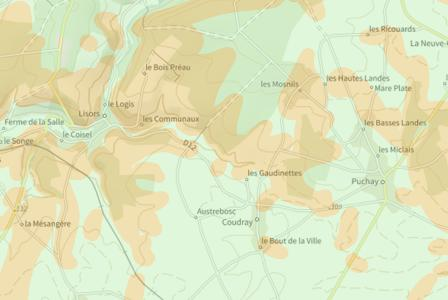 les Ricouards
La Neuve-
le Bois Préau
les Hautes Landes
les Mosnils
Mare Plate
le Logis
Lisors
les Communaux
Ferme de la Salle
les Basses Landes
le Coisel
le Songe
D12
les Miclais
les Gaudinettes
Puchay
Austrebosc
Coudray
la Mésangère
le Bout de la Ville